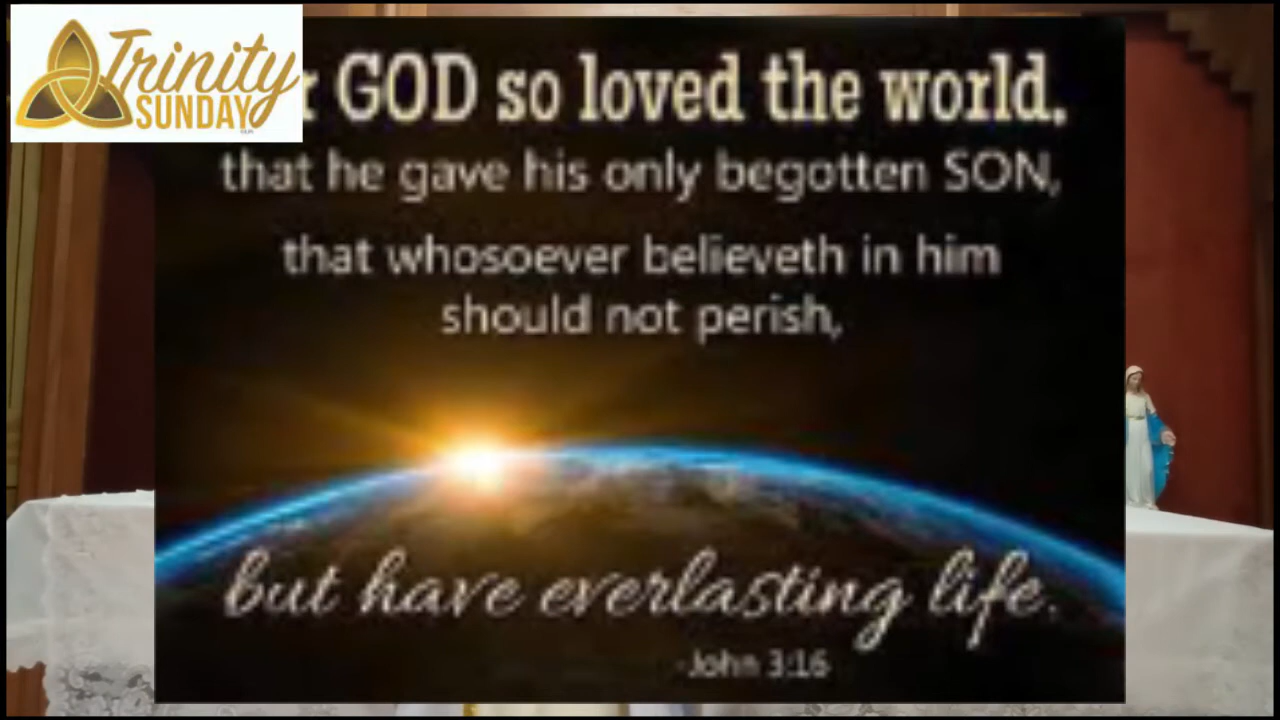 Trinity
SUNDAY
r GOD so loved the world,
that he gave his only begotten SON,
that whosoever believeth in him
should not perish,
but have everlasting life.
-John 3:16